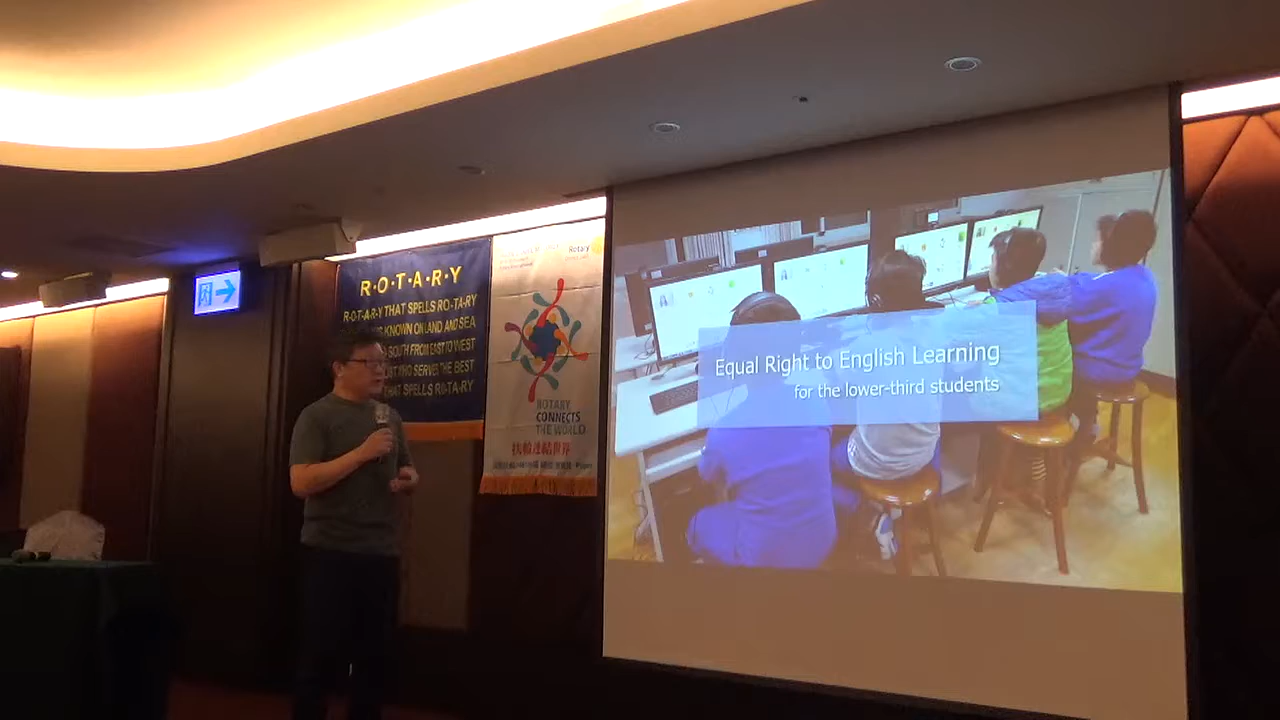 R·O·T·A·R·Y
R-O-T-A-R-Y THAT SPELLS RO-TA-RY
KNOWN ON LAND AND SEA
SOUTH FROM EAST TO WEST
SERVES THE BEST
THAT SPELLS RO-TA-RY
Rotary
ROTARY
CONNECTS
THE WORLD
扶輪連結世界
Equal Right to English Learning
for the lower-third students